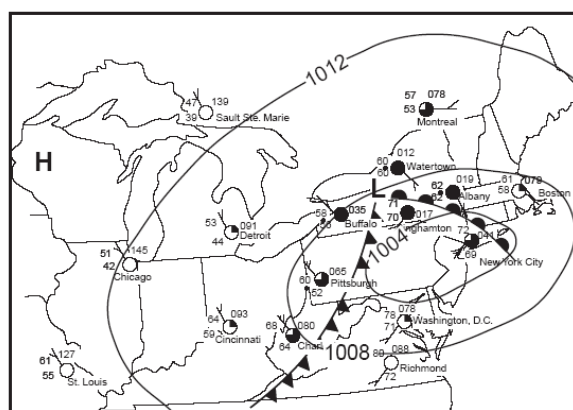 1012
47 139
39 Sault Ste. Marie
57 078
53
Montreal
H
60 012
60 Watertown
L
62 019
62 Albany
61 079
58 Boston
71
70 017
inghamton
58 035
Buffalo
53 091
44 Detroit
51 145
42
Chicago
1004
72 041
69
New York City
60 065
52 Pittsburgh
64 093
59
Cincinnati
68 080
64 Charl
78 078
71 Washington, D.C.
1008
89 088
72 Richmond
61 127
55 St. Louis